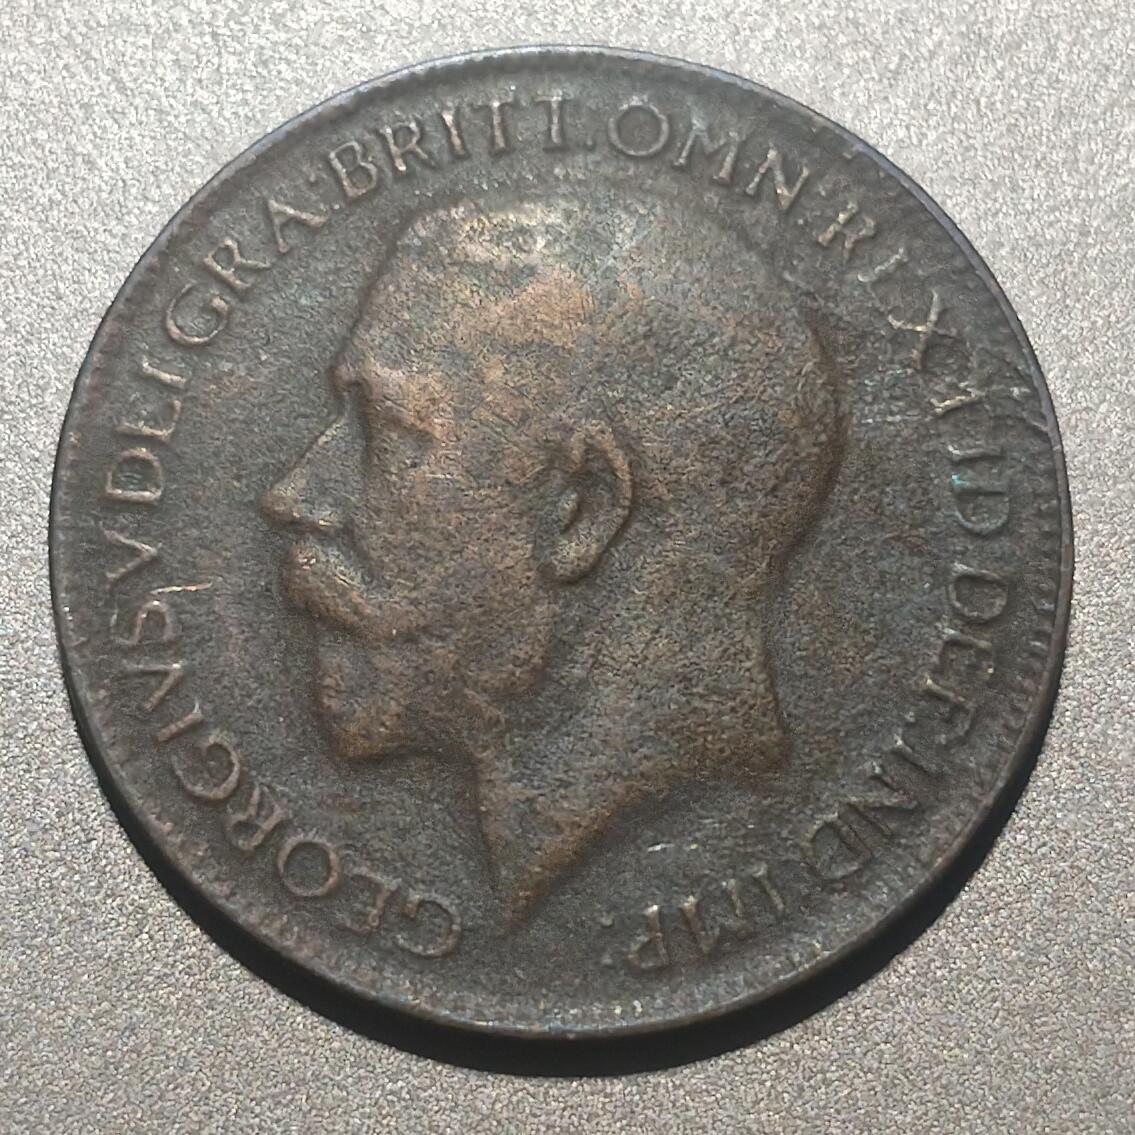 GEORGIVS V DEI GRA: BRITT: OMN: REX FID: DEF: IND: IMP: